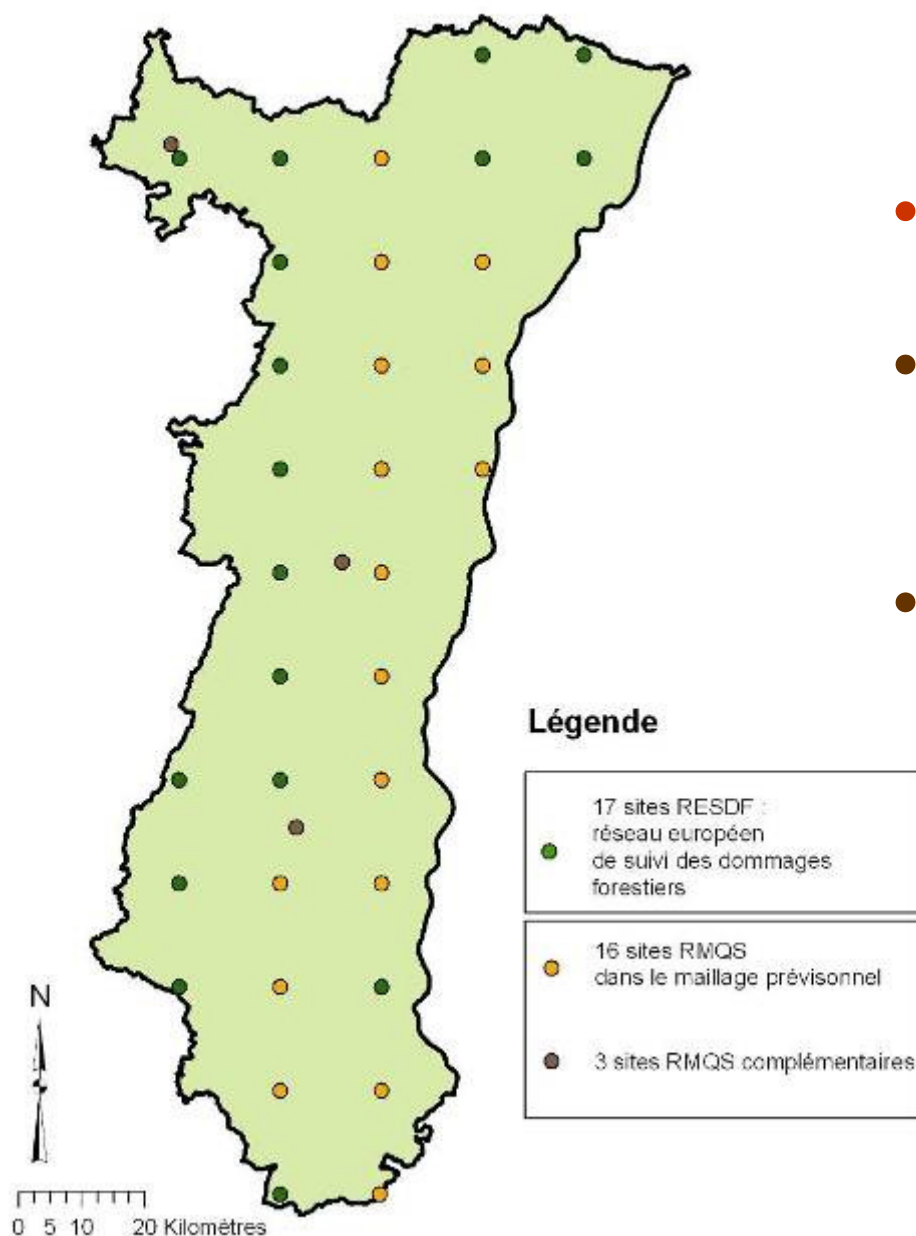 Légende
17 sites RESDF :
réseau européen
de suivi des dommages
forestiers
16 sites RMQS
dans le maillage prévisonnel
3 sites RMQS complémentaires
N
0 5 10 20 Kilomètres